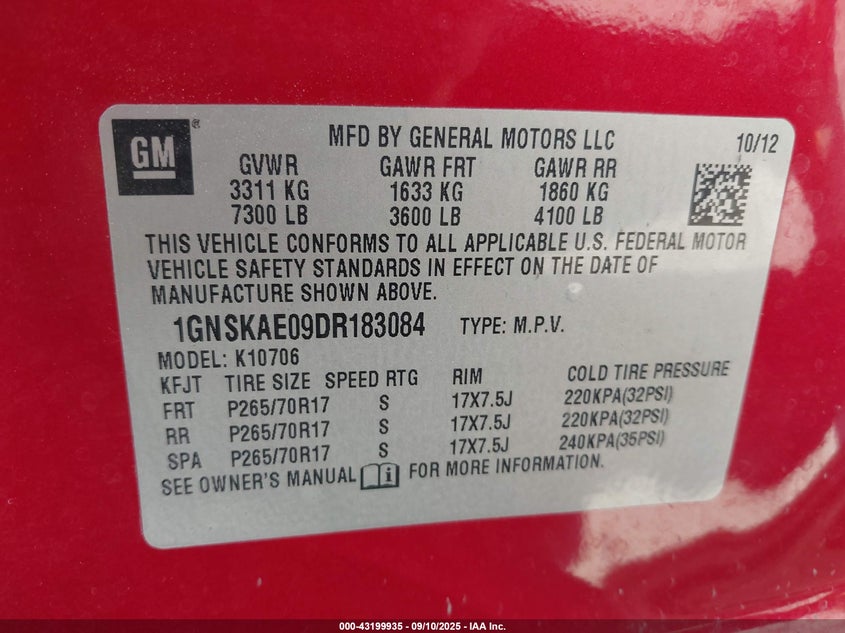 GM ®
MFD BY GENERAL MOTORS LLC 10/12
GVWR GAWR FRT GAWR RR
3311 KG 1633 KG 1860 KG
7300 LB 3600 LB 4100 LB
THIS VEHICLE CONFORMS TO ALL APPLICABLE U.S. FEDERAL MOTOR
VEHICLE SAFETY STANDARDS IN EFFECT ON THE DATE OF
MANUFACTURE SHOWN ABOVE.
1GNSKAE09DR183084 TYPE: M.P.V.
MODEL: K10706
KFJT TIRE SIZE SPEED RTG RIM COLD TIRE PRESSURE
FRT P265/70R17 S 17X7.5J 220KPA(32PSI)
RR P265/70R17 S 17X7.5J 220KPA(32PSI)
SPA P265/70R17 S 17X7.5J 240KPA(35PSI)
SEE OWNER'S MANUAL FOR MORE INFORMATION.
000-43199935 - 09/10/2025 - IAA Inc.